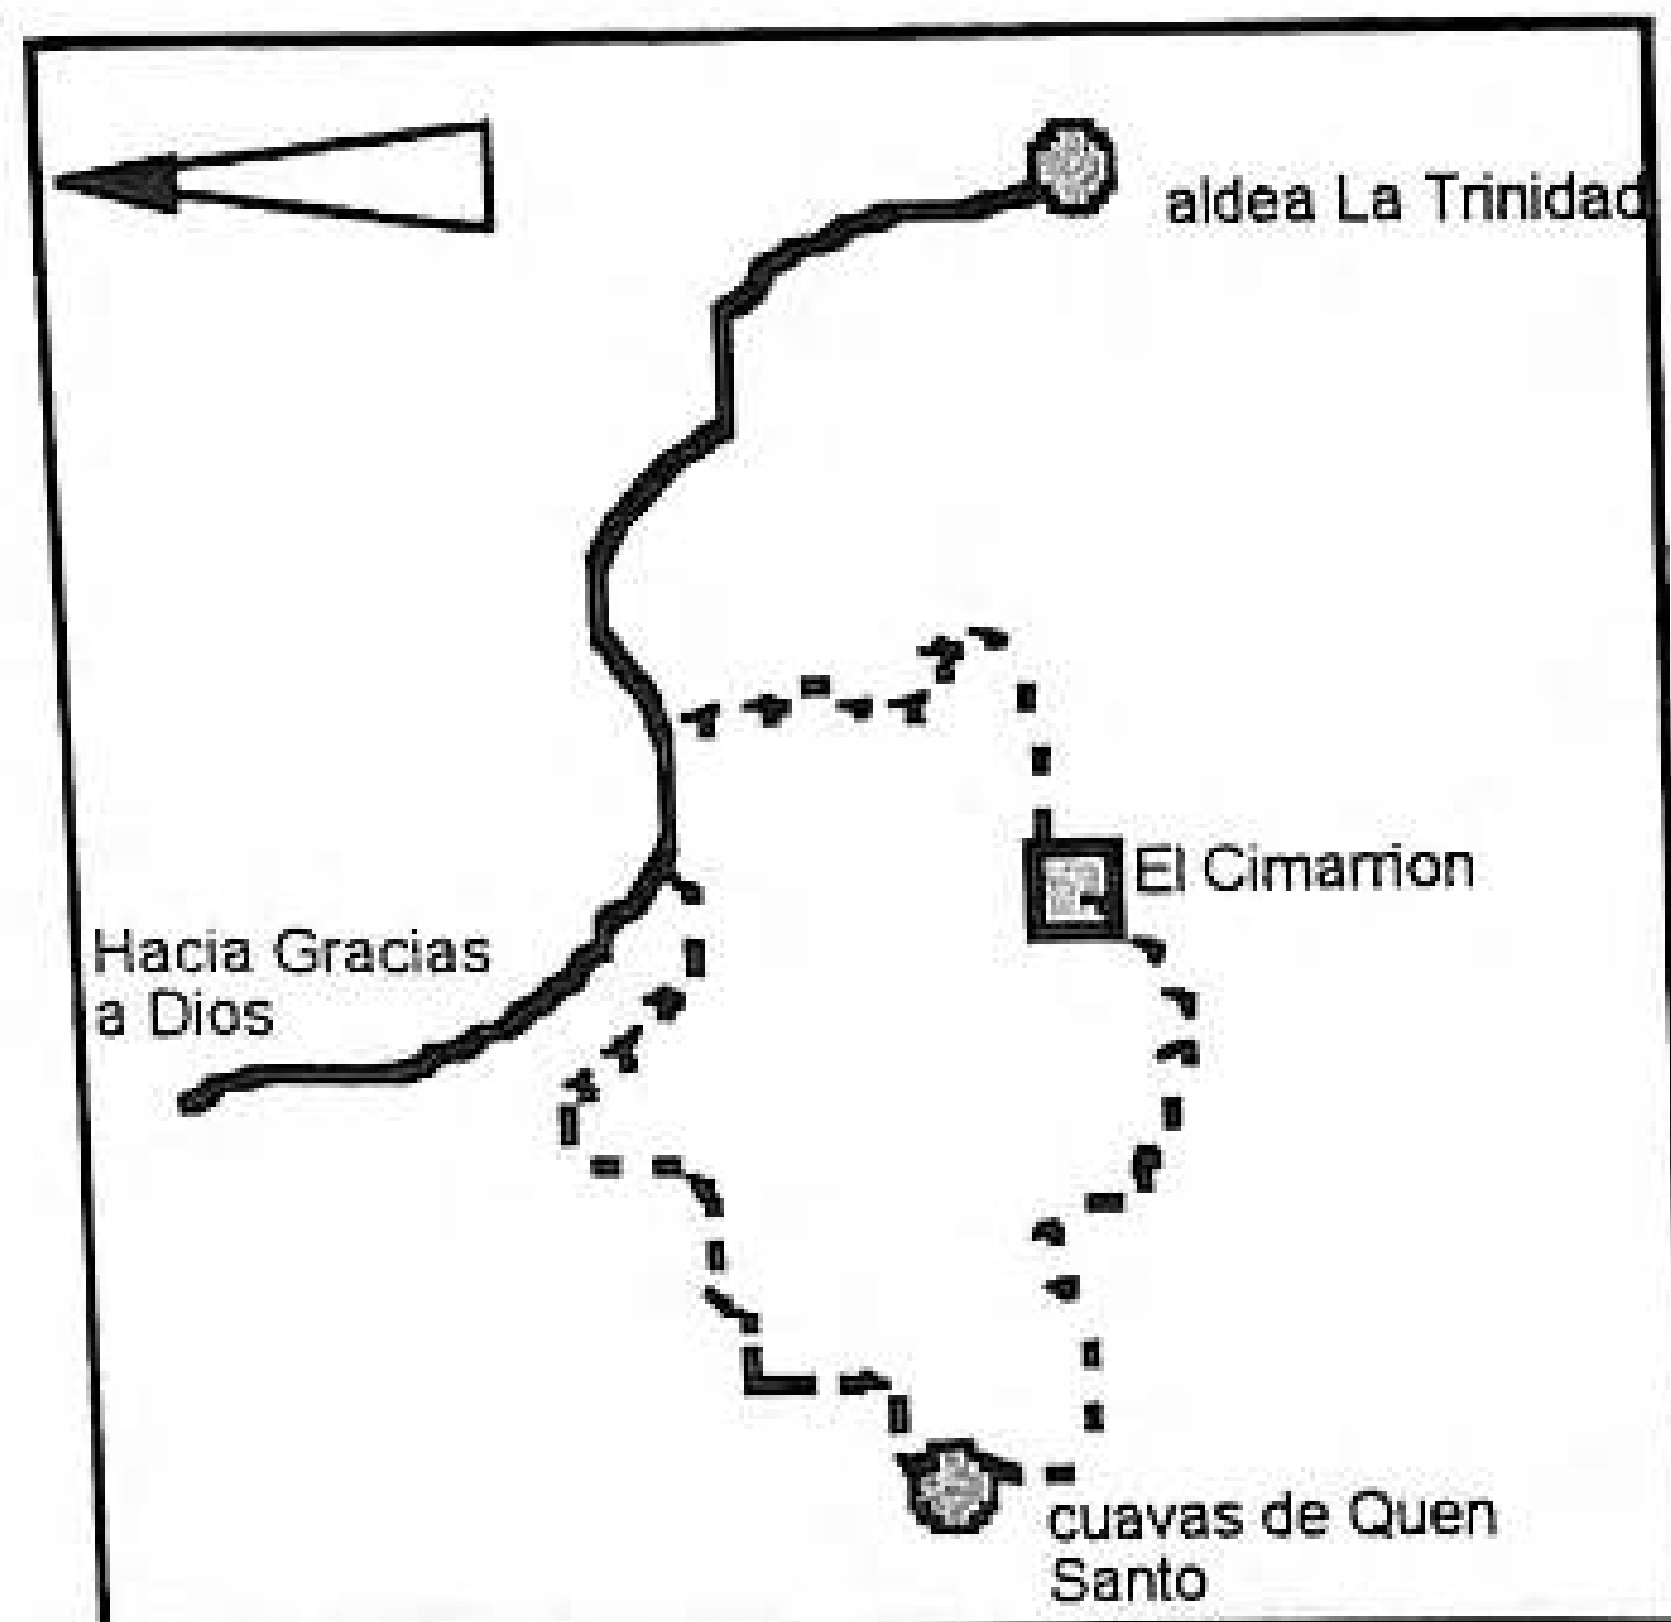 aldea La Trinidad
El Cimarrion
Hacia Gracias
a Dios
cuavas de Quen
Santo